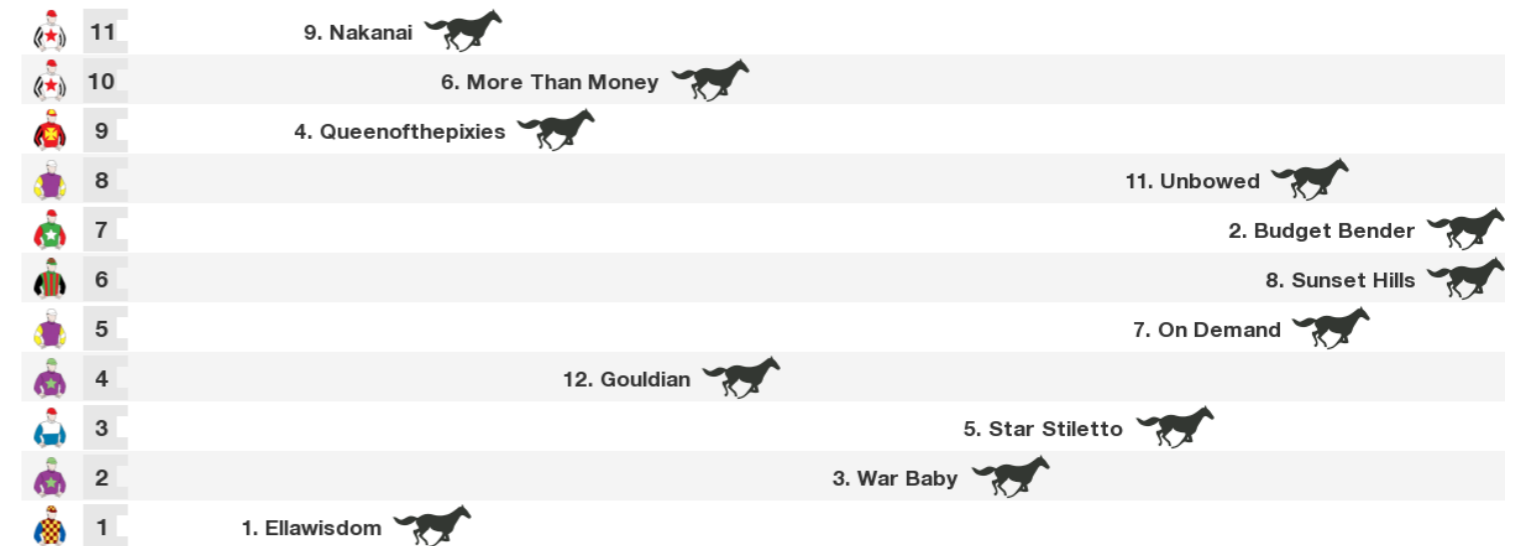 11 9. Nakanai
10 6. More Than Money
9 4. Queenofthepixies
8 11. Unbowed
7 2. Budget Bender
6 8. Sunset Hills
5 7. On Demand
4 12. Gouldian
3 5. Star Stiletto
2 3. War Baby
1 1. Ellawisdom